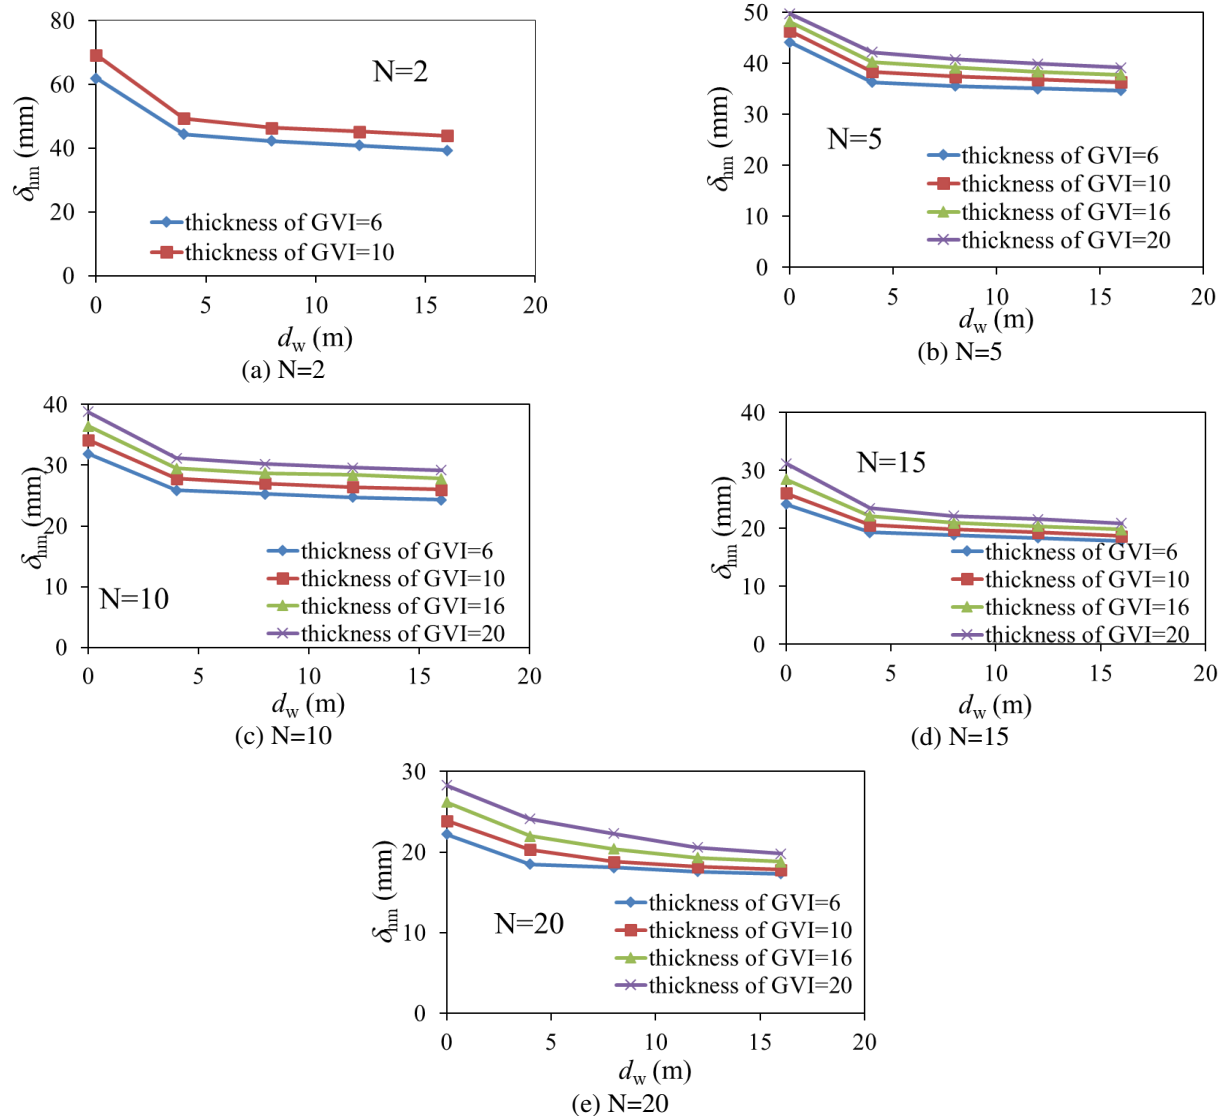 80
60
40
20
0
δhm (mm)
N=2
thickness of GVI=6
thickness of GVI=10
0 5 10 15 20
dw (m)
(a) N=2
50
40
30
20
10
0
δhm (mm)
N=5
thickness of GVI=6
thickness of GVI=10
thickness of GVI=16
thickness of GVI=20
0 5 10 15 20
dw (m)
(b) N=5
40
30
20
10
0
δhm (mm)
N=10
thickness of GVI=6
thickness of GVI=10
thickness of GVI=16
thickness of GVI=20
0 5 10 15 20
dw (m)
(c) N=10
40
30
20
10
0
δhm (mm)
N=15
thickness of GVI=6
thickness of GVI=10
thickness of GVI=16
thickness of GVI=20
0 5 10 15 20
dw (m)
(d) N=15
30
20
10
0
δhm (mm)
N=20
thickness of GVI=6
thickness of GVI=10
thickness of GVI=16
thickness of GVI=20
0 5 10 15 20
dw (m)
(e) N=20